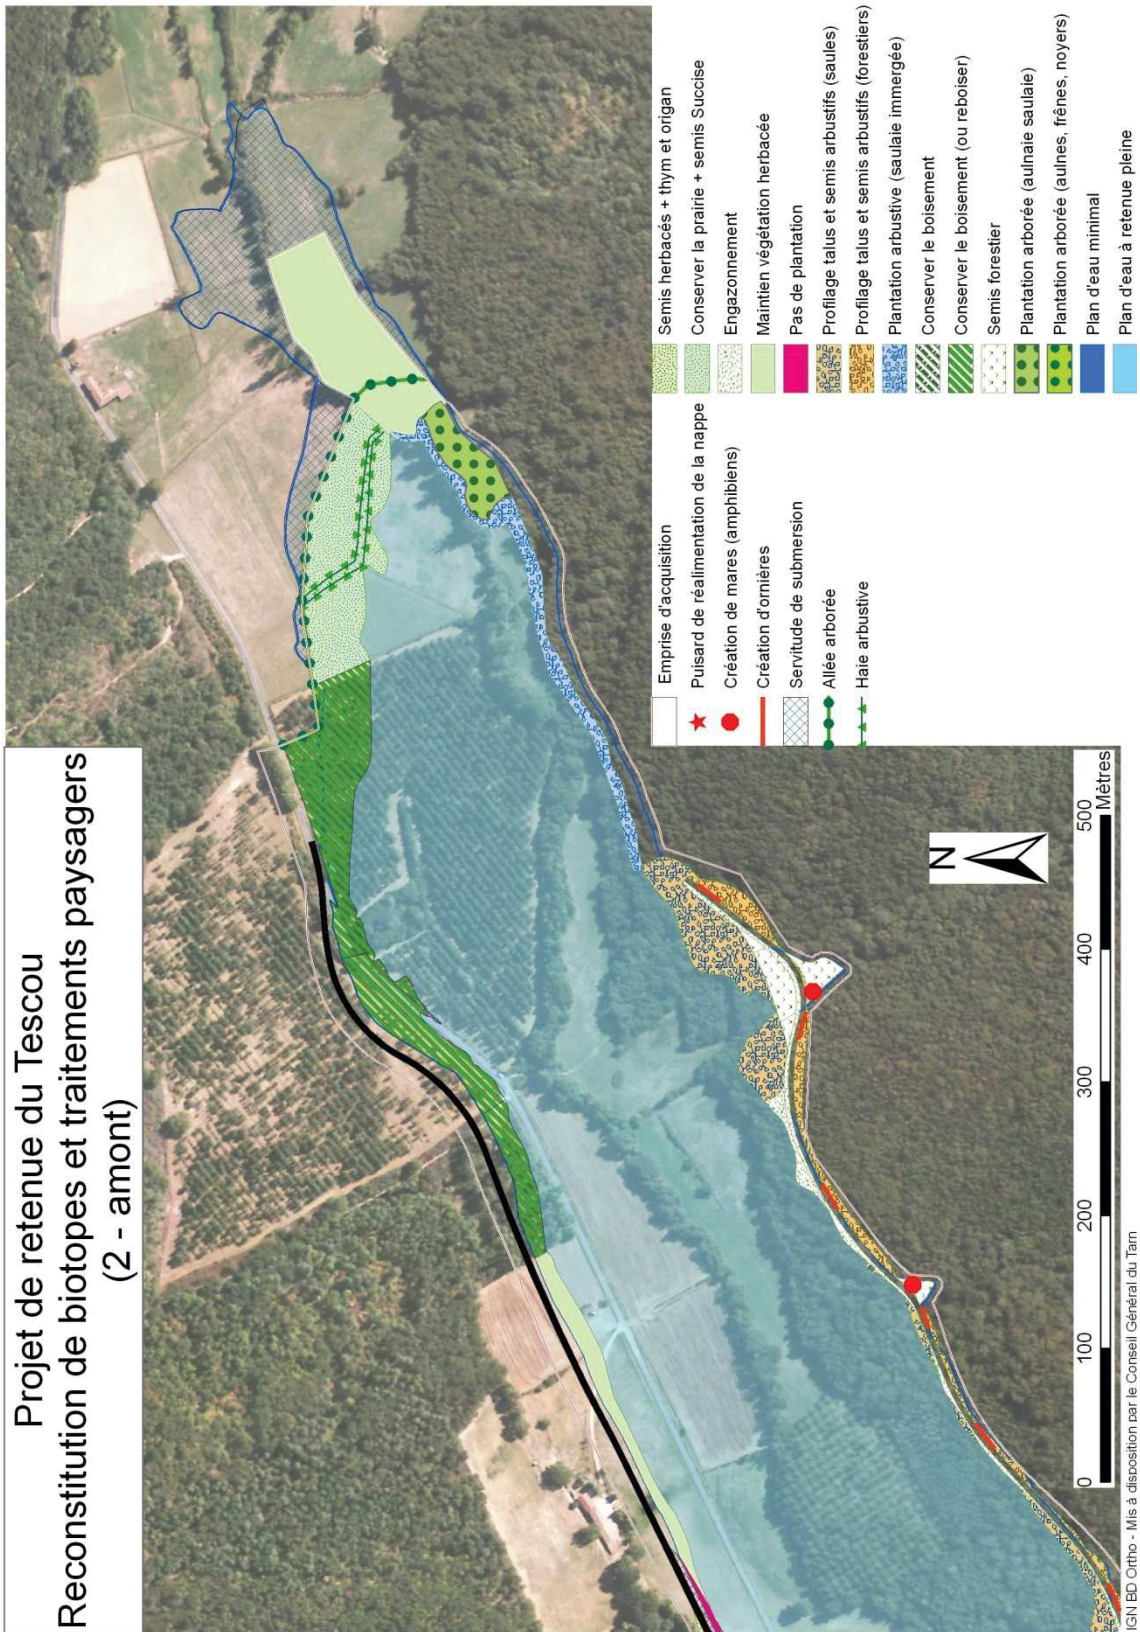 Projet de retenue du Tescou
Reconstitution de biotopes et traitements paysagers
(2 - amont)
Emprise d'acquisition
Puisard de réalimentation de la nappe
Création de mares (amphibiens)
Création d'ornières
Servitude de submersion
Allée arborée
Haie arbustive
Semis herbacés + thym et origan
Conserver la prairie + semis Succise
Engazonnement
Maintien végétation herbacée
Pas de plantation
Profilage talus et semis arbustifs (saules)
Profilage talus et semis arbustifs (forestiers)
Plantation arbustive (saulaie immergée)
Conserver le boisement
Conserver le boisement (ou reboiser)
Semis forestier
Plantation arborée (aulnaie saulaie)
Plantation arborée (aulnes, frênes, noyers)
Plan d'eau minimal
Plan d'eau à retenue pleine
N
0 100 200 300 400 500
Mètres
IGN BD Ortho - Mis à disposition par le Conseil Général du Tarn